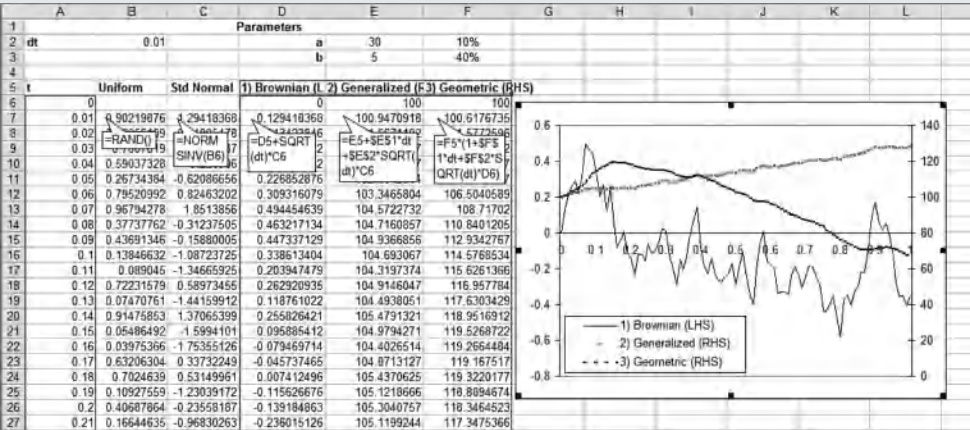 A B C D E F G H I J K L
1 Parameters
2 dt 0.01 a 30 10%
3 b 5 40%
4
5 t Uniform Std Normal 1) Brownian (L 2) Generalized (F 3) Geometric (RHS)
6 0 0 100 100
7 0.01 0.90219876 1.29418368 0.129418368 100.9470918 100.6176735
8 0.02
9 0.03
10 0.04 0.59037328
=RAND()
=NORM
SINV(B6)
=D5+SQRT
(dt)*C6
=E5+$E$1*dt
+$E$2*SQRT(
dt)*C6
=F5*(1+$F$
1*dt+$F$2*S
QRT(dt)*D6)
11 0.05 0.26734364 -0.62086656 0.226852876
12 0.06 0.79520992 0.82463202 0.309316079 103.3465804 106.5040589
13 0.07 0.96794278 1.8513856 0.494454639 104.5722732 108.71702
14 0.08 0.37737762 -0.31237505 0.463217134 104.7160857 110.8401205
15 0.09 0.43691346 -0.15880005 0.447337129 104.9366856 112.9342767
16 0.1 0.13846632 -1.08723725 0.338613404 104.693067 114.5768534
17 0.11 0.089045 -1.34665925 0.203947479 104.3197374 115.6261366
18 0.12 0.72231579 0.58973455 0.262920935 104.9146047 116.957784
19 0.13 0.07470761 -1.44159912 0.118761022 104.4938051 117.6303429
20 0.14 0.91475853 1.37065399 0.255826421 105.4791321 118.9516912
21 0.15 0.05486492 -1.5994101 0.095885412 104.9794271 119.5268722
22 0.16 0.03975366 -1.75355126 -0.079469714 104.4026514 119.2664484
23 0.17 0.63206304 0.33732249 -0.045737465 104.8713127 119.167517
24 0.18 0.7024639 0.53149961 0.007412496 105.4370625 119.3220177
25 0.19 0.10927559 -1.23039172 -0.115626676 105.1218666 118.8894674
26 0.2 0.40687864 -0.23558187 -0.139184863 105.3040757 118.3464523
27 0.21 0.16644635 -0.96830263 -0.236015126 105.1199244 117.3475366
0.6 140
0.4 120
0.2 100
0 80
0 0.1 0.2 0.3 0.4 0.5 0.6 0.7 0.8 0.9 1
-0.2 60
-0.4 40
-0.6 20
-0.8 0
1) Brownian (LHS)
2) Generalized (RHS)
3) Geometric (RHS)